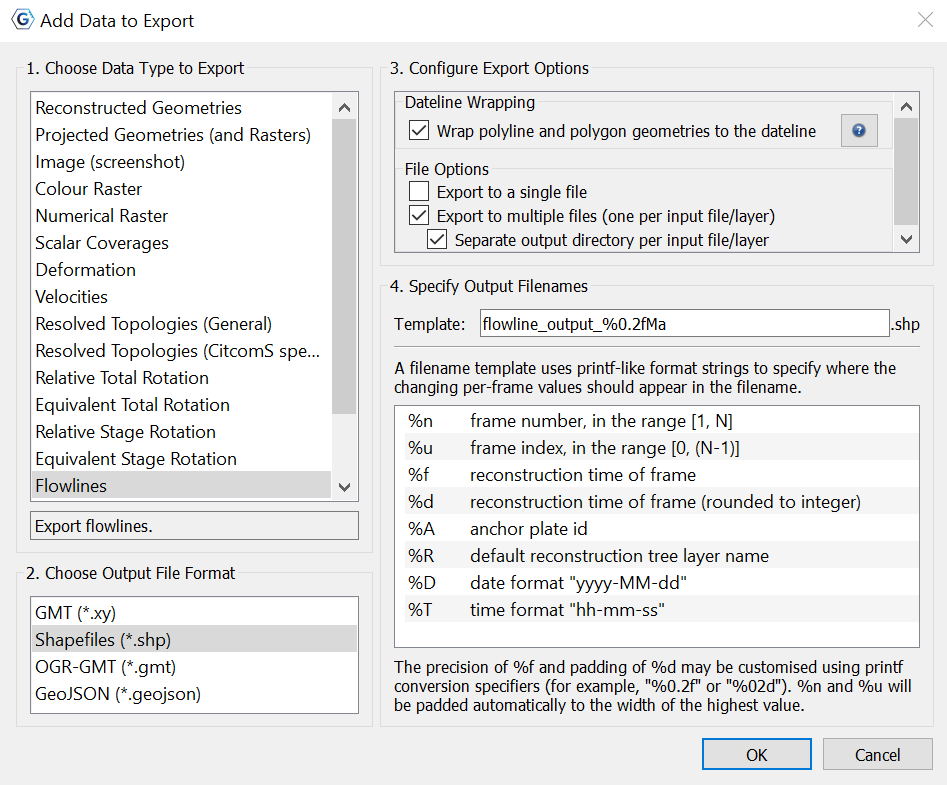 Add Data to Export
1. Choose Data Type to Export
Reconstructed Geometries
Projected Geometries (and Rasters)
Image (screenshot)
Colour Raster
Numerical Raster
Scalar Coverages
Deformation
Velocities
Resolved Topologies (General)
Resolved Topologies (CitcomS spe...
Relative Total Rotation
Equivalent Total Rotation
Relative Stage Rotation
Equivalent Stage Rotation
Flowlines
Export flowlines.
2. Choose Output File Format
GMT (*.xy)
Shapefiles (*.shp)
OGR-GMT (*.gmt)
GeoJSON (*.geojson)
3. Configure Export Options
Dateline Wrapping
Wrap polyline and polygon geometries to the dateline
?
File Options
Export to a single file
Export to multiple files (one per input file/layer)
Separate output directory per input file/layer
4. Specify Output Filenames
Template: flowline_output_%0.2fMa .shp
A filename template uses printf-like format strings to specify where the
changing per-frame values should appear in the filename.
%n frame number, in the range [1, N]
%u frame index, in the range [0, (N-1)]
%f reconstruction time of frame
%d reconstruction time of frame (rounded to integer)
%A anchor plate id
%R default reconstruction tree layer name
%D date format "yyyy-MM-dd"
%T time format "hh-mm-ss"
The precision of %f and padding of %d may be customised using printf
conversion specifiers (for example, "%0.2f" or "%02d"). %n and %u will
be padded automatically to the width of the highest value.
OK
Cancel